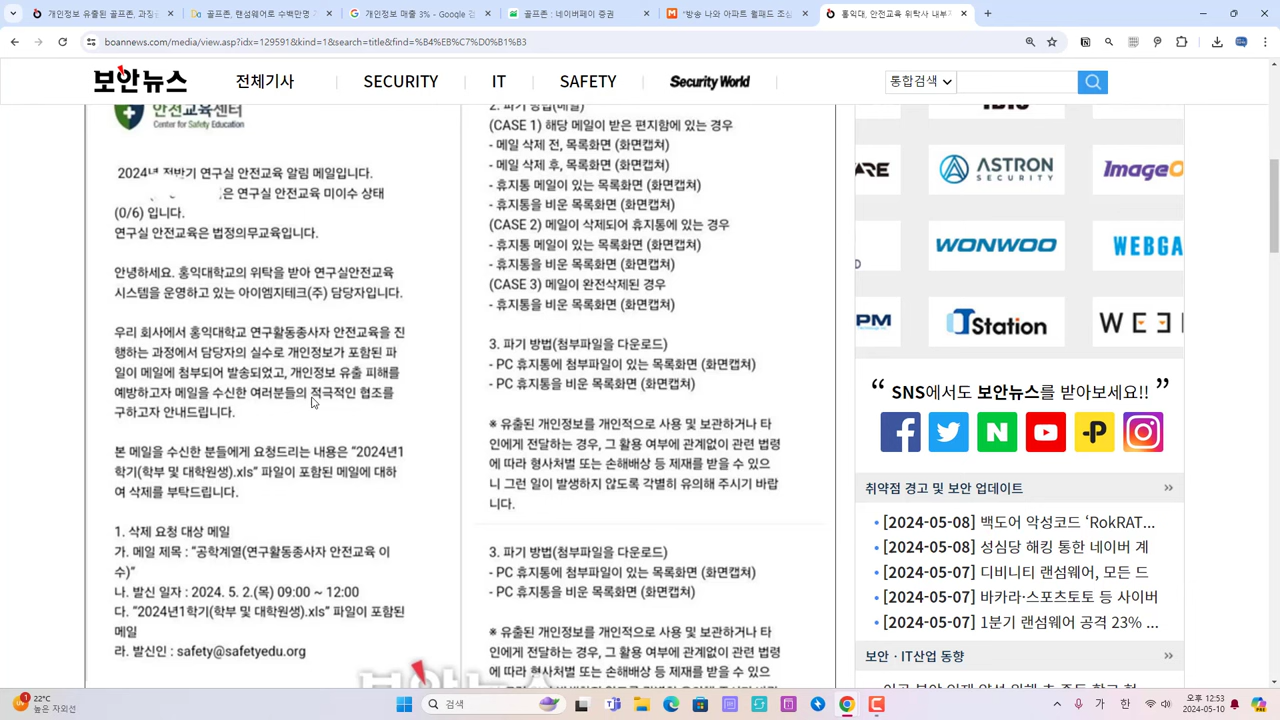 개인정보 유출된 골프존, 과징금
골프존, 랜섬웨어로 수백만명
개인정보 매출 3% - Google 검
골프존 : 네이버페이 증권
"방송 나와 아파트 월패드 조심
홍익대, 안전교육 위탁사 내부
boannews.com/media/view.asp?idx=129591&kind=1&search=title&find=%B4%EB%C7%D0%B1%B3
보안뉴스
전체기사
SECURITY
IT
SAFETY
Security World
통합검색
안전교육센터
Center for Safety Education
2024년 전반기 연구실 안전교육 알림 메일입니다.
은 연구실 안전교육 미이수 상태
(0/6) 입니다.
연구실 안전교육은 법정의무교육입니다.
안녕하세요. 홍익대학교의 위탁을 받아 연구실안전교육
시스템을 운영하고 있는 아이엠지테크(주) 담당자입니다.
우리 회사에서 홍익대학교 연구활동종사자 안전교육을 진
행하는 과정에서 담당자의 실수로 개인정보가 포함된 파
일이 메일에 첨부되어 발송되었고, 개인정보 유출 피해를
예방하고자 메일을 수신한 여러분들의 적극적인 협조를
구하고자 안내드립니다.
본 메일을 수신한 분들에게 요청드리는 내용은 "2024년1
학기(학부 및 대학원생).xls" 파일이 포함된 메일에 대하
여 삭제를 부탁드립니다.
1. 삭제 요청 대상 메일
가. 메일 제목 : "공학계열(연구활동종사자 안전교육 이
수)"
나. 발신 일자 : 2024. 5. 2.(목) 09:00 ~ 12:00
다. "2024년1학기(학부 및 대학원생).xls" 파일이 포함된
메일
라. 발신인 : safety@safetyedu.org
2. 파기 방법(메일)
(CASE 1) 해당 메일이 받은 편지함에 있는 경우
- 메일 삭제 전, 목록화면 (화면캡쳐)
- 메일 삭제 후, 목록화면 (화면캡쳐)
- 휴지통 메일이 있는 목록화면 (화면캡쳐)
- 휴지통을 비운 목록화면 (화면캡쳐)
(CASE 2) 메일이 삭제되어 휴지통에 있는 경우
- 휴지통 메일이 있는 목록화면 (화면캡쳐)
- 휴지통을 비운 목록화면 (화면캡쳐)
(CASE 3) 메일이 완전삭제된 경우
- 휴지통을 비운 목록화면 (화면캡쳐)
3. 파기 방법(첨부파일을 다운로드)
- PC 휴지통에 첨부파일이 있는 목록화면 (화면캡쳐)
- PC 휴지통을 비운 목록화면 (화면캡쳐)
※ 유출된 개인정보를 개인적으로 사용 및 보관하거나 타
인에게 전달하는 경우, 그 활용 여부에 관계없이 관련 법령
에 따라 형사처벌 또는 손해배상 등 제재를 받을 수 있으
니 그런 일이 발생하지 않도록 각별히 유의해 주시기 바랍
니다.
3. 파기 방법(첨부파일을 다운로드)
- PC 휴지통에 첨부파일이 있는 목록화면 (화면캡쳐)
- PC 휴지통을 비운 목록화면 (화면캡쳐)
※ 유출된 개인정보를 개인적으로 사용 및 보관하거나 타
인에게 전달하는 경우, 그 활용 여부에 관계없이 관련 법령
에 따라 형사처벌 또는 손해배상 등 제재를 받을 수 있으
ARE
ASTRON
SECURITY
ImageO
WONWOO
WEBGA
PM
Station
WEE
“ SNS에서도 보안뉴스를 받아보세요!! ”
취약점 경고 및 보안 업데이트 »
• [2024-05-08] 백도어 악성코드 ‘RokRAT...
• [2024-05-08] 성심당 해킹 통한 네이버 계
• [2024-05-07] 디비니티 랜섬웨어, 모든 드
• [2024-05-07] 바카라·스포츠토토 등 사이버
• [2024-05-07] 1분기 랜섬웨어 공격 23% ...
보안 · IT산업 동향 »
22°C
높은 자외선
검색
가
한
오후 12:53
2024-05-10